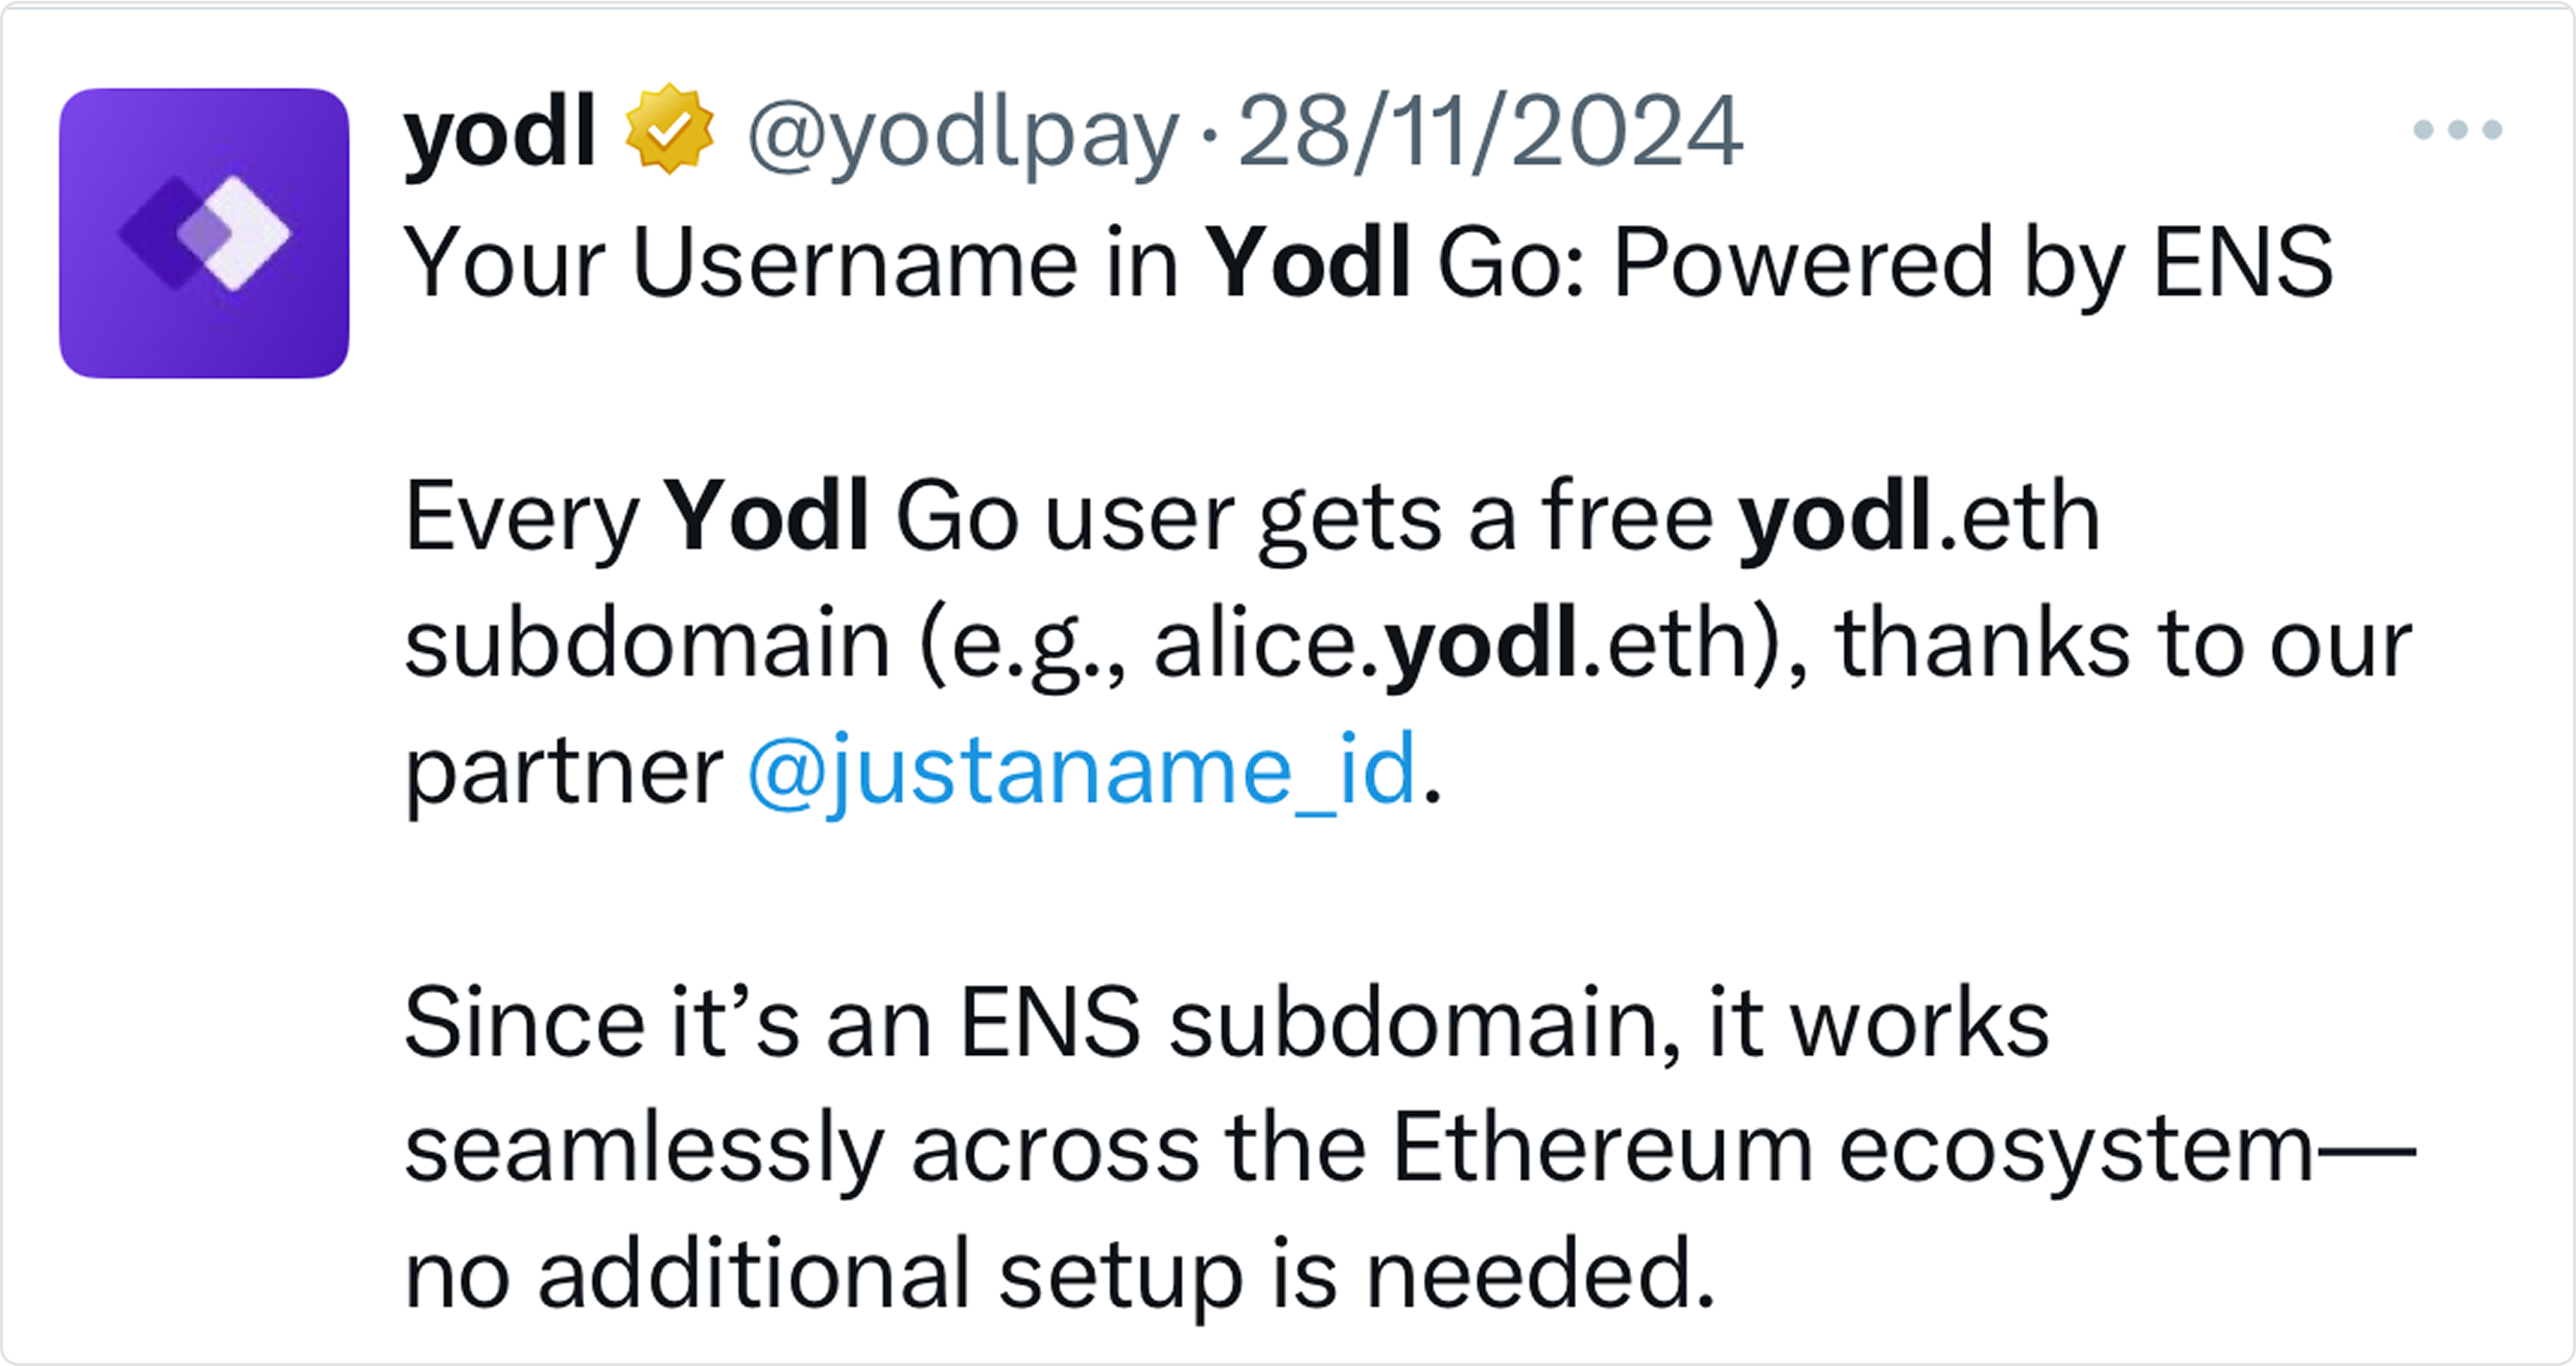 yodl @yodlpay · 28/11/2024
Your Username in Yodl Go: Powered by ENS
Every Yodl Go user gets a free yodl.eth
subdomain (e.g., alice.yodl.eth), thanks to our
partner @justaname_id.
Since it’s an ENS subdomain, it works
seamlessly across the Ethereum ecosystem—
no additional setup is needed.